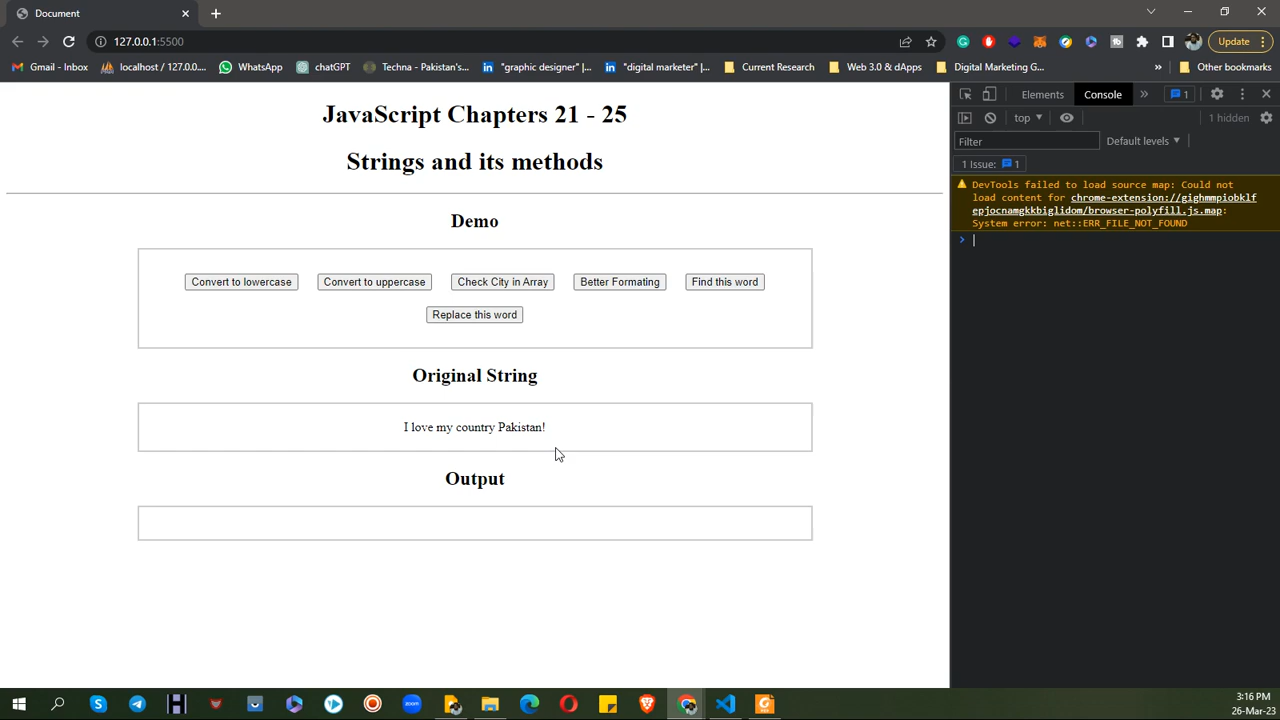 Document
127.0.0.1:5500
Update
Gmail - Inbox
localhost / 127.0.0....
WhatsApp
chatGPT
Techna - Pakistan's...
"graphic designer" |...
"digital marketer" |...
Current Research
Web 3.0 & dApps
Digital Marketing G...
»
Other bookmarks
JavaScript Chapters 21 - 25
Strings and its methods
Demo
Convert to lowercase
Convert to uppercase
Check City in Array
Better Formating
Find this word
Replace this word
Original String
I love my country Pakistan!
Output
Elements
Console
»
1
top
1 hidden
Filter
Default levels
1 Issue:
1
DevTools failed to load source map: Could not
load content for chrome-extension://gighmmpiobklf
epjocnamgkkbiglidom/browser-polyfill.js.map:
System error: net::ERR_FILE_NOT_FOUND
zoom
3:16 PM
26-Mar-23